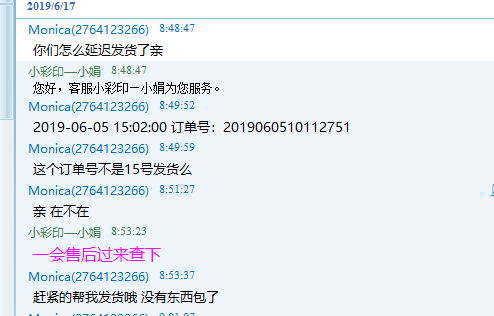 2019/6/17
Monica(2764123266) 8:48:47
你们怎么延迟发货了亲
小彩印—小娟 8:48:47
您好，客服小彩印—小娟为您服务。
Monica(2764123266) 8:49:52
2019-06-05 15:02:00 订单号：2019060510112751
Monica(2764123266) 8:49:59
这个订单号不是15号发货么
Monica(2764123266) 8:51:27
亲 在不在
小彩印—小娟 8:53:23
一会售后过来查下
Monica(2764123266) 8:53:37
赶紧的帮我发货哦 没有东西包了